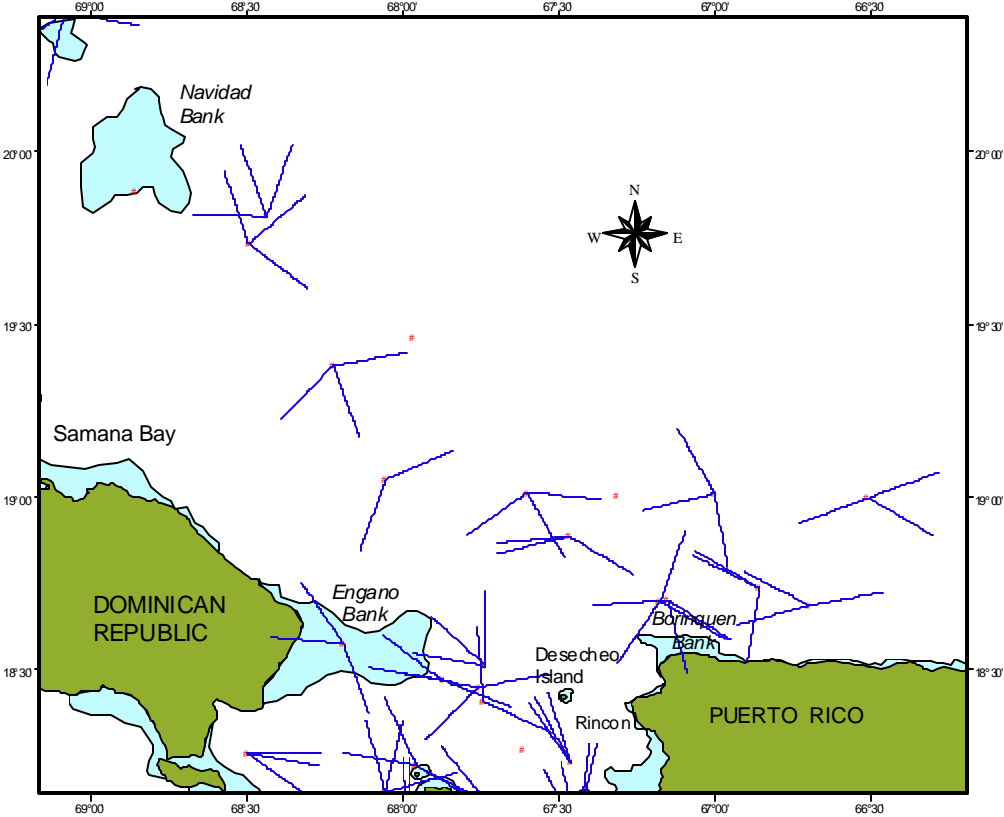 69°00' 68°30' 68°00' 67°30' 67°00' 66°30'
Navidad
Bank
20°00' 20°00'
N
W E
S
19°30' 19°30'
Samana Bay
19°00' 19°00'
Engano
Bank
DOMINICAN
REPUBLIC
Borinquen
Bank
Desecheo
Island
18°30' 18°30'
Rincon
PUERTO RICO
69°00' 68°30' 68°00' 67°30' 67°00' 66°30'